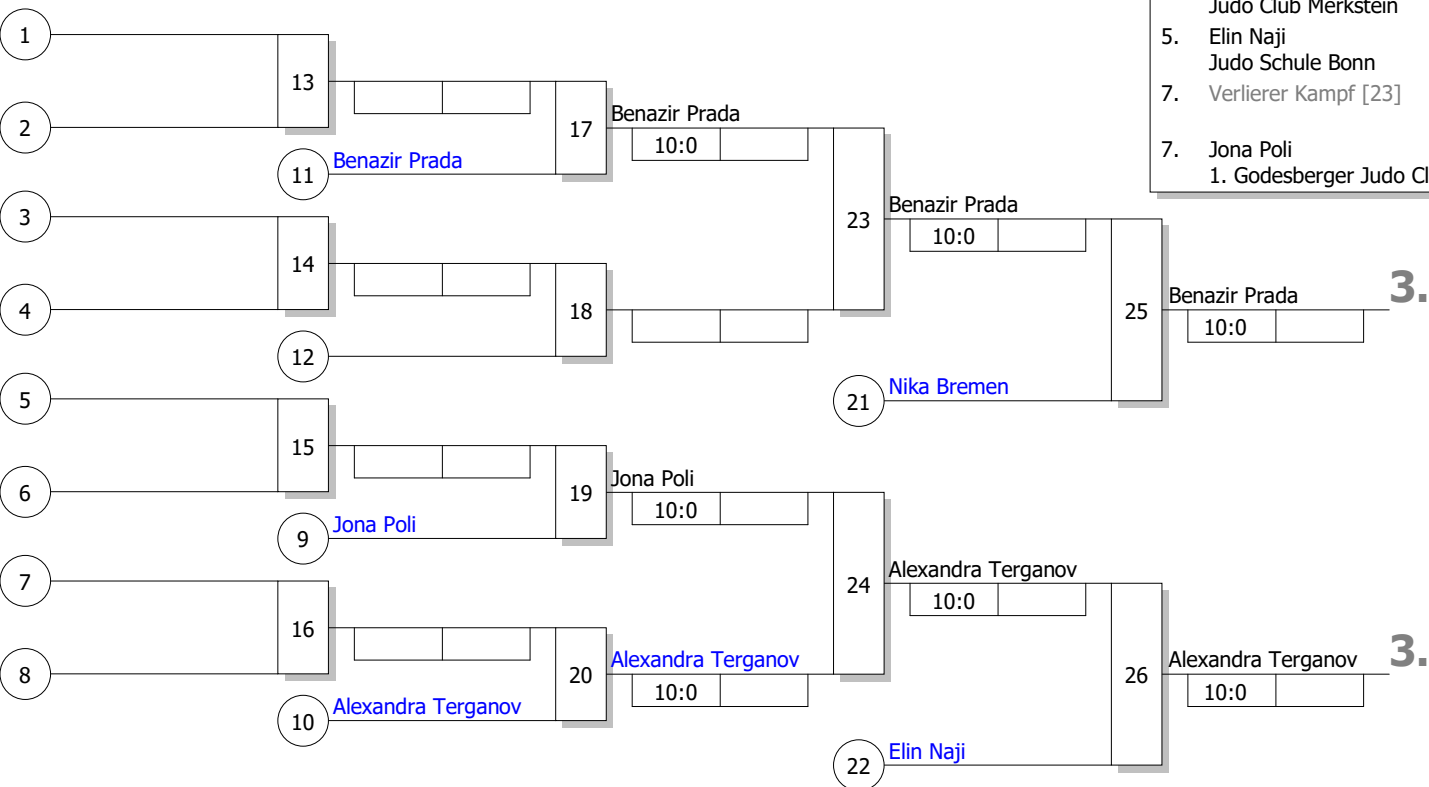 Judo Club Merkstein
5. Elin Naji
Judo Schule Bonn
7. Verlierer Kampf [23]
7. Jona Poli
1. Godesberger Judo Cl
1
13
2
17
Benazir Prada
10:0
11
Benazir Prada
3
23
Benazir Prada
10:0
14
4
18
12
25
Benazir Prada
3.
10:0
5
21
Nika Bremen
15
6
19
Jona Poli
10:0
9
Jona Poli
7
24
Alexandra Terganov
10:0
16
8
20
Alexandra Terganov
10:0
10
Alexandra Terganov
26
Alexandra Terganov
3.
10:0
22
Elin Naji